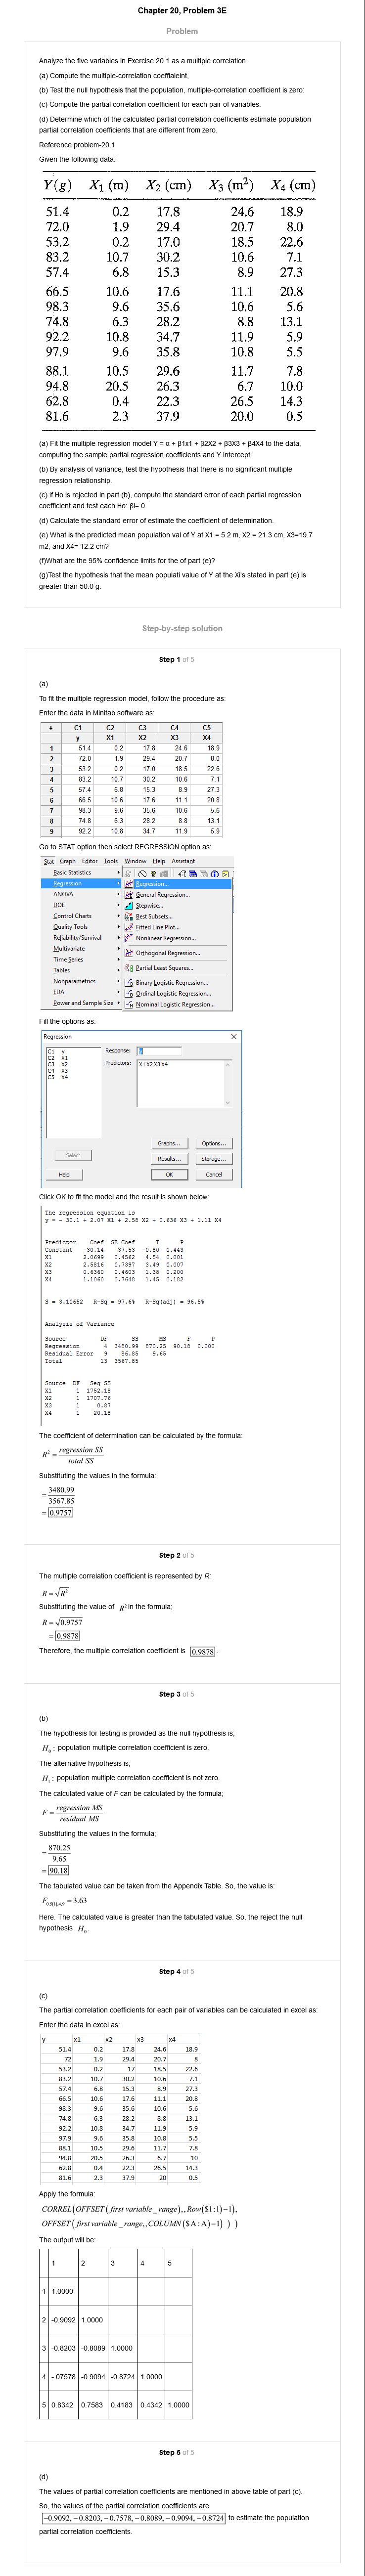 Chapter 20, Problem 3E
Problem
Analyze the five variables in Exercise 20.1 as a multiple correlation.
(a) Compute the multiple-correlation coeffialeint,
(b) Test the null hypothesis that the population, multiple-correlation coefficient is zero:
(c) Compute the partial correlation coefficient for each pair of variables.
(d) Determine which of the calculated partial correlation coefficients estimate population
partial correlation coefficients that are different from zero.
Reference problem-20.1
Given the following data:
Y(g) X₁ (m) X₂ (cm) X₃ (m²) X₄ (cm)
51.4 0.2 17.8 24.6 18.9
72.0 1.9 29.4 20.7 8.0
53.2 0.2 17.0 18.5 22.6
83.2 10.7 30.2 10.6 7.1
57.4 6.8 15.3 8.9 27.3
66.5 10.6 17.6 11.1 20.8
98.3 9.6 35.6 10.6 5.6
74.8 6.3 28.2 8.8 13.1
92.2 10.8 34.7 11.9 5.9
97.9 9.6 35.8 10.8 5.5
88.1 10.5 29.6 11.7 7.8
94.8 20.5 26.3 6.7 10.0
62.8 0.4 22.3 26.5 14.3
81.6 2.3 37.9 20.0 0.5
(a) Fit the multiple regression model Y = α + β1x1 + β2X2 + β3X3 + β4X4 to the data,
computing the sample partial regression coefficients and Y intercept.
(b) By analysis of variance, test the hypothesis that there is no significant multiple
regression relationship.
(c) If Ho is rejected in part (b), compute the standard error of each partial regression
coefficient and test each Ho: βi= 0.
(d) Calculate the standard error of estimate the coefficient of determination.
(e) What is the predicted mean population val of Y at X1 = 5.2 m, X2 = 21.3 cm, X3=19.7
m2, and X4= 12.2 cm?
(f)What are the 95% confidence limits for the of part (e)?
(g)Test the hypothesis that the mean populati value of Y at the Xi's stated in part (e) is
greater than 50.0 g.
Step-by-step solution
Step 1 of 5
(a)
To fit the multiple regression model, follow the procedure as:
Enter the data in Minitab software as:
↓ C1 C2 C3 C4 C5
y X1 X2 X3 X4
1 51.4 0.2 17.8 24.6 18.9
2 72.0 1.9 29.4 20.7 8.0
3 53.2 0.2 17.0 18.5 22.6
4 83.2 10.7 30.2 10.6 7.1
5 57.4 6.8 15.3 8.9 27.3
6 66.5 10.6 17.6 11.1 20.8
7 98.3 9.6 35.6 10.6 5.6
8 74.8 6.3 28.2 8.8 13.1
9 92.2 10.8 34.7 11.9 5.9
Go to STAT option then select REGRESSION option as:
Stat Graph Editor Tools Window Help Assistant
Basic Statistics
Regression Regression...
ANOVA General Regression...
DOE Stepwise...
Control Charts Best Subsets...
Quality Tools Fitted Line Plot...
Reliability/Survival Nonlinear Regression...
Multivariate Orthogonal Regression...
Time Series
Tables Partial Least Squares...
Nonparametrics Binary Logistic Regression...
EDA Ordinal Logistic Regression...
Power and Sample Size Nominal Logistic Regression...
Fill the options as:
Regression
C1 y Response: y
C2 X1 Predictors: X1 X2 X3 X4
C3 X2
C4 X3
C5 X4
Graphs... Options...
Select Results... Storage...
Help OK Cancel
Click OK to fit the model and the result is shown below:
The regression equation is
y = - 30.1 + 2.07 X1 + 2.58 X2 + 0.636 X3 + 1.11 X4
Predictor Coef SE Coef T P
Constant -30.14 37.53 -0.80 0.443
X1 2.0699 0.4562 4.54 0.001
X2 2.5816 0.7397 3.49 0.007
X3 0.6360 0.4603 1.38 0.200
X4 1.1060 0.7648 1.45 0.182
S = 3.10652 R-Sq = 97.6% R-Sq(adj) = 96.5%
Analysis of Variance
Source DF SS MS F P
Regression 4 3480.99 870.25 90.18 0.000
Residual Error 9 86.85 9.65
Total 13 3567.85
Source DF Seq SS
X1 1 1752.18
X2 1 1707.76
X3 1 0.87
X4 1 20.18
The coefficient of determination can be calculated by the formula:
R² = regression SS / total SS
Substituting the values in the formula:
= 3480.99 / 3567.85
= 0.9757
Step 2 of 5
The multiple correlation coefficient is represented by R:
R = √R²
Substituting the value of R² in the formula;
R = √0.9757
= 0.9878
Therefore, the multiple correlation coefficient is 0.9878.
Step 3 of 5
(b)
The hypothesis for testing is provided as the null hypothesis is;
H₀ : population multiple correlation coefficient is zero.
The alternative hypothesis is;
H₁ : population multiple correlation coefficient is not zero.
The calculated value of F can be calculated by the formula;
F = regression MS / residual MS
Substituting the values in the formula;
= 870.25 / 9.65
= 90.18
The tabulated value can be taken from the Appendix Table. So, the value is:
F₀.₉₍₁₎,₄,₉ = 3.63
Here. The calculated value is greater than the tabulated value. So, the reject the null
hypothesis H₀.
Step 4 of 5
(c)
The partial correlation coefficients for each pair of variables can be calculated in excel as:
Enter the data in excel as:
y x1 x2 x3 x4
51.4 0.2 17.8 24.6 18.9
72 1.9 29.4 20.7 8
53.2 0.2 17 18.5 22.6
83.2 10.7 30.2 10.6 7.1
57.4 6.8 15.3 8.9 27.3
66.5 10.6 17.6 11.1 20.8
98.3 9.6 35.6 10.6 5.6
74.8 6.3 28.2 8.8 13.1
92.2 10.8 34.7 11.9 5.9
97.9 9.6 35.8 10.8 5.5
88.1 10.5 29.6 11.7 7.8
94.8 20.5 26.3 6.7 10
62.8 0.4 22.3 26.5 14.3
81.6 2.3 37.9 20 0.5
Apply the formula:
CORREL(OFFSET( first variable _ range),,Row($1:1)−1),
OFFSET( first variable _ range,,COLUMN($A:A)−1) ) )
The output will be:
1 2 3 4 5
1 1.0000
2 -0.9092 1.0000
3 -0.8203 -0.8089 1.0000
4 -.07578 -0.9094 -0.8724 1.0000
5 0.8342 0.7583 0.4183 0.4342 1.0000
Step 5 of 5
(d)
The values of partial correlation coefficients are mentioned in above table of part (c).
So, the values of the partial correlation coefficients are
−0.9092, −0.8203, −0.7578, −0.8089, −0.9094, −0.8724 to estimate the population
partial correlation coefficients.